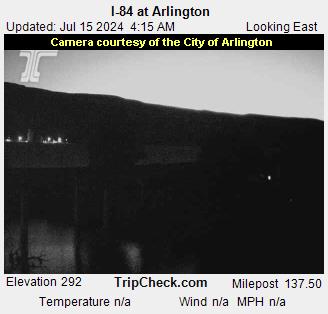 I-84 at Arlington
Updated: Jul 15 2024 4:15 AM Looking East
Camera courtesy of the City of Arlington
Elevation 292 TripCheck.com Milepost 137.50
Temperature n/a Wind n/a MPH n/a